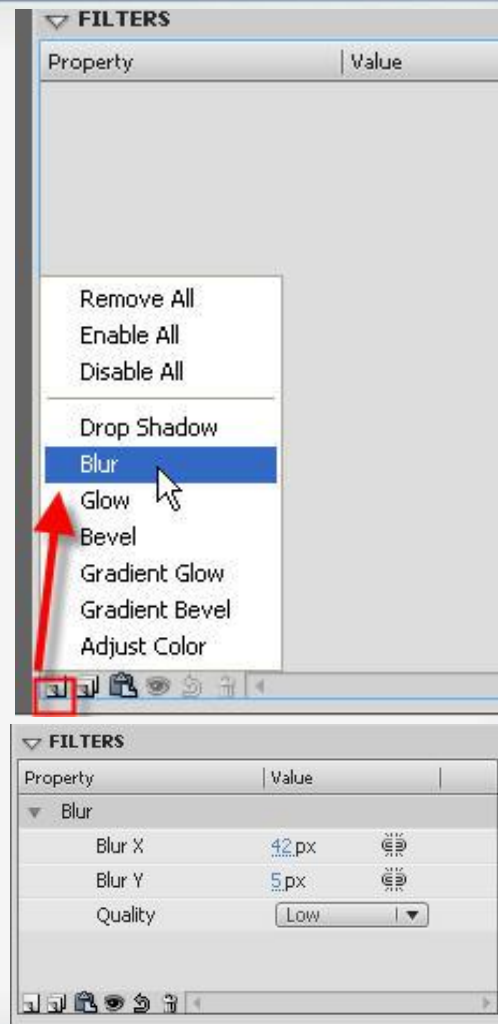 FILTERS
Property Value
Remove All
Enable All
Disable All
Drop Shadow
Blur
Glow
Bevel
Gradient Glow
Gradient Bevel
Adjust Color
FILTERS
Property Value
Blur
Blur X 42 px
Blur Y 5 px
Quality Low